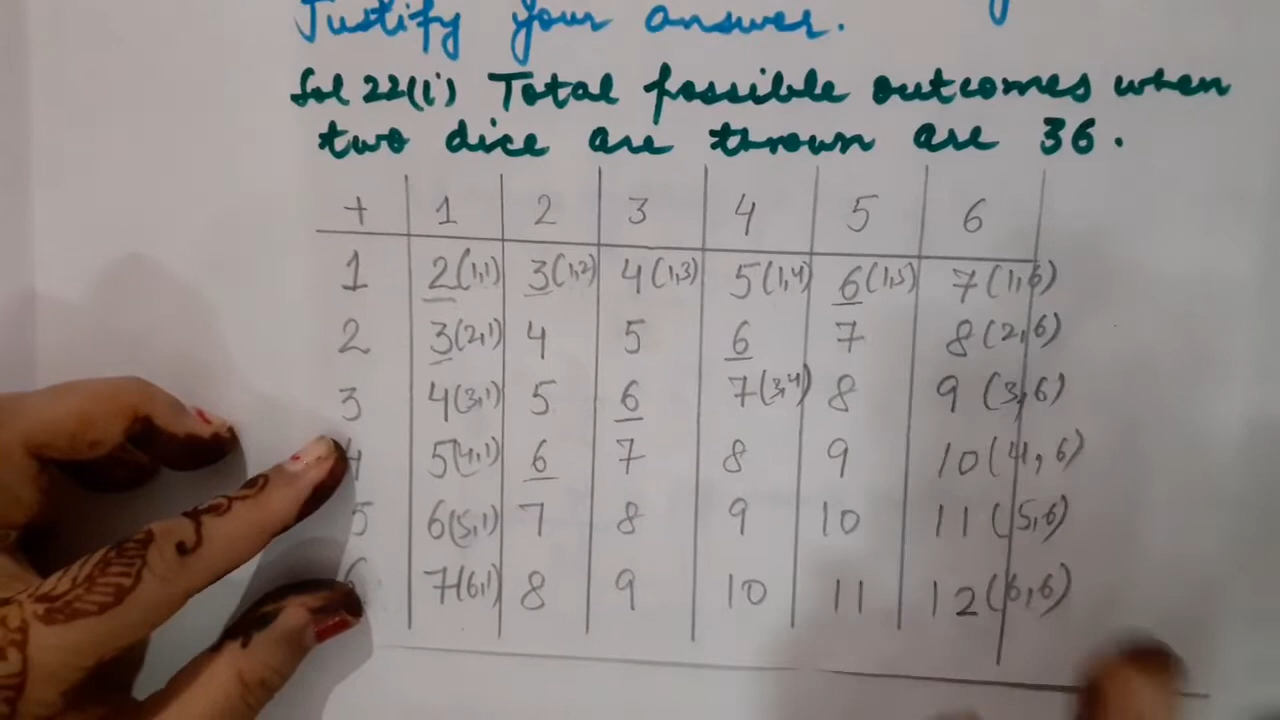 Justify your answer.
Sol 22(i) Total possible outcomes when
two dice are thrown are 36.
+ 1 2 3 4 5 6
1 2(1,1) 3(1,2) 4(1,3) 5(1,4) 6(1,5) 7(1,6)
2 3(2,1) 4 5 6 7 8(2,6)
3 4(3,1) 5 6 7(3,4) 8 9 (3,6)
4 5(4,1) 6 7 8 9 10(4,6)
5 6(5,1) 7 8 9 10 11(5,6)
7(6,1) 8 9 10 11 12(6,6)